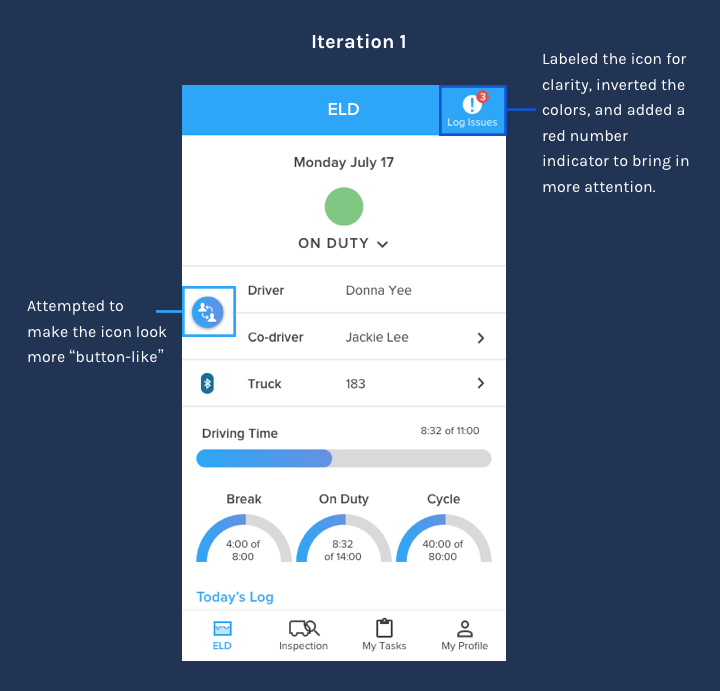 Iteration 1
Labeled the icon for
clarity, inverted the
colors, and added a
red number
indicator to bring in
more attention.
ELD
3
Log Issues
Monday July 17
ON DUTY
Attempted to
make the icon look
more “button-like”
Driver Donna Yee
Co-driver Jackie Lee
Truck 183
Driving Time 8:32 of 11:00
Break On Duty Cycle
4:00 of 8:32 40:00 of
8:00 of 14:00 80:00
Today’s Log
ELD Inspection My Tasks My Profile